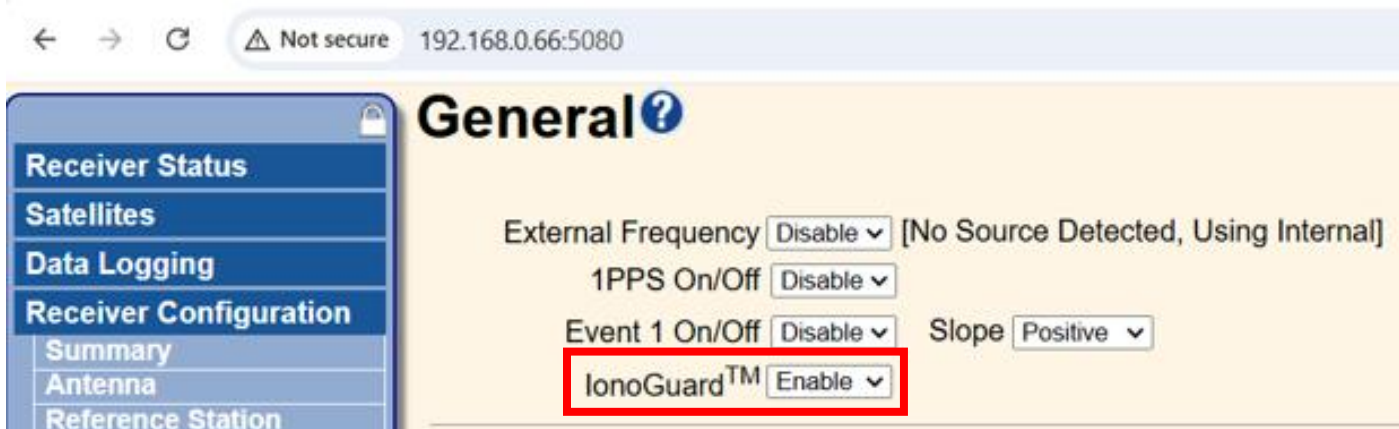 Not secure 192.168.0.66:5080
General?
Receiver Status
Satellites
Data Logging
Receiver Configuration
Summary
Antenna
Reference Station
External Frequency Disable [No Source Detected, Using Internal]
1PPS On/Off Disable
Event 1 On/Off Disable Slope Positive
IonoGuard™ Enable